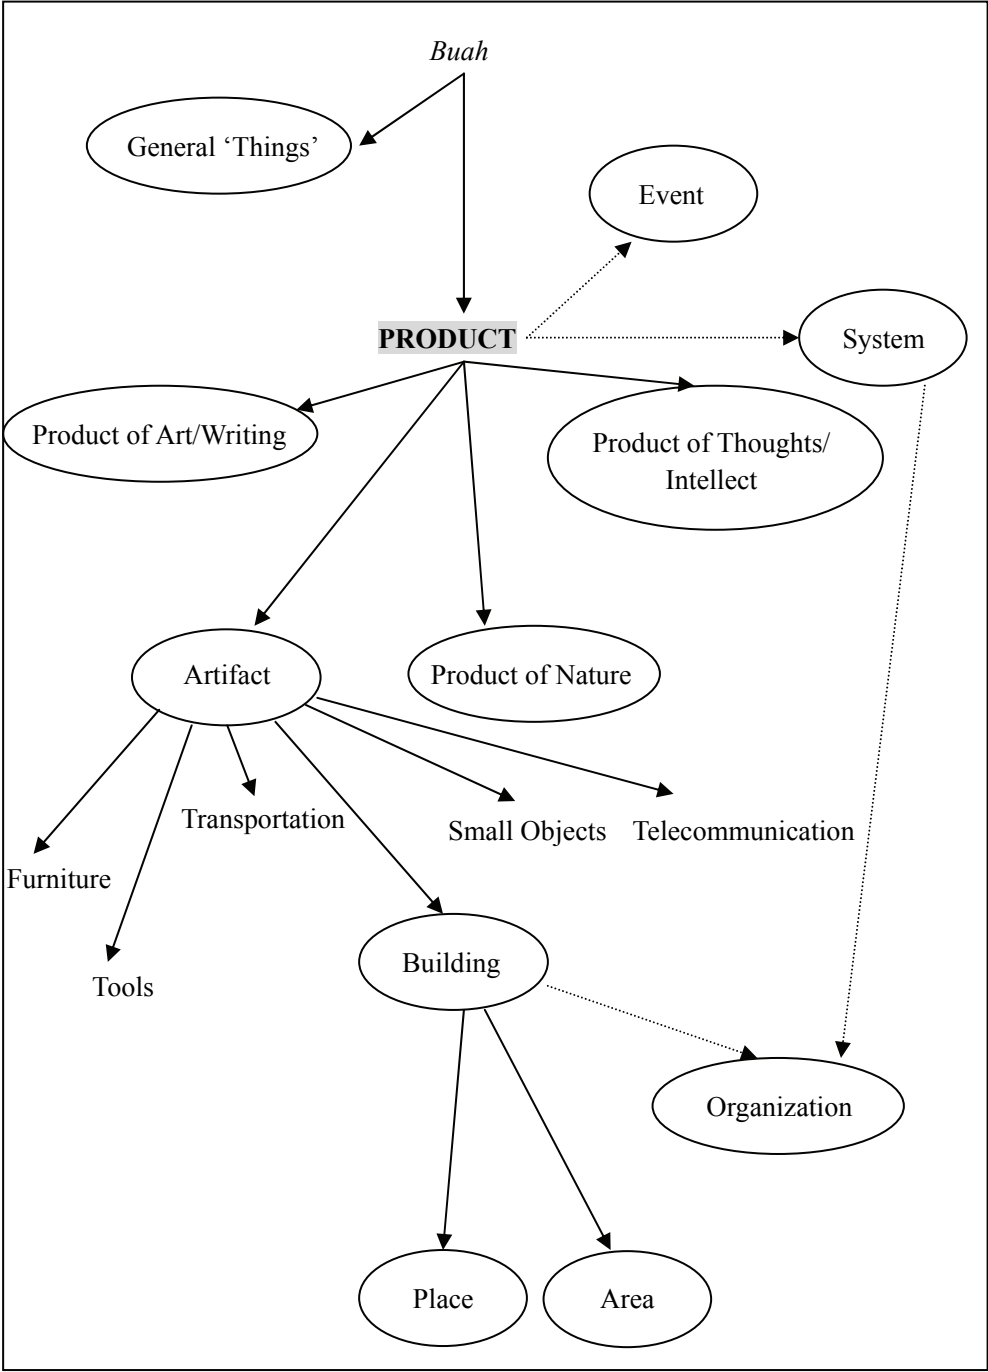 Buah
General ‘Things’
Event
PRODUCT
System
Product of Art/Writing
Product of Thoughts/
Intellect
Artifact
Product of Nature
Transportation
Small Objects
Telecommunication
Furniture
Building
Tools
Organization
Place
Area